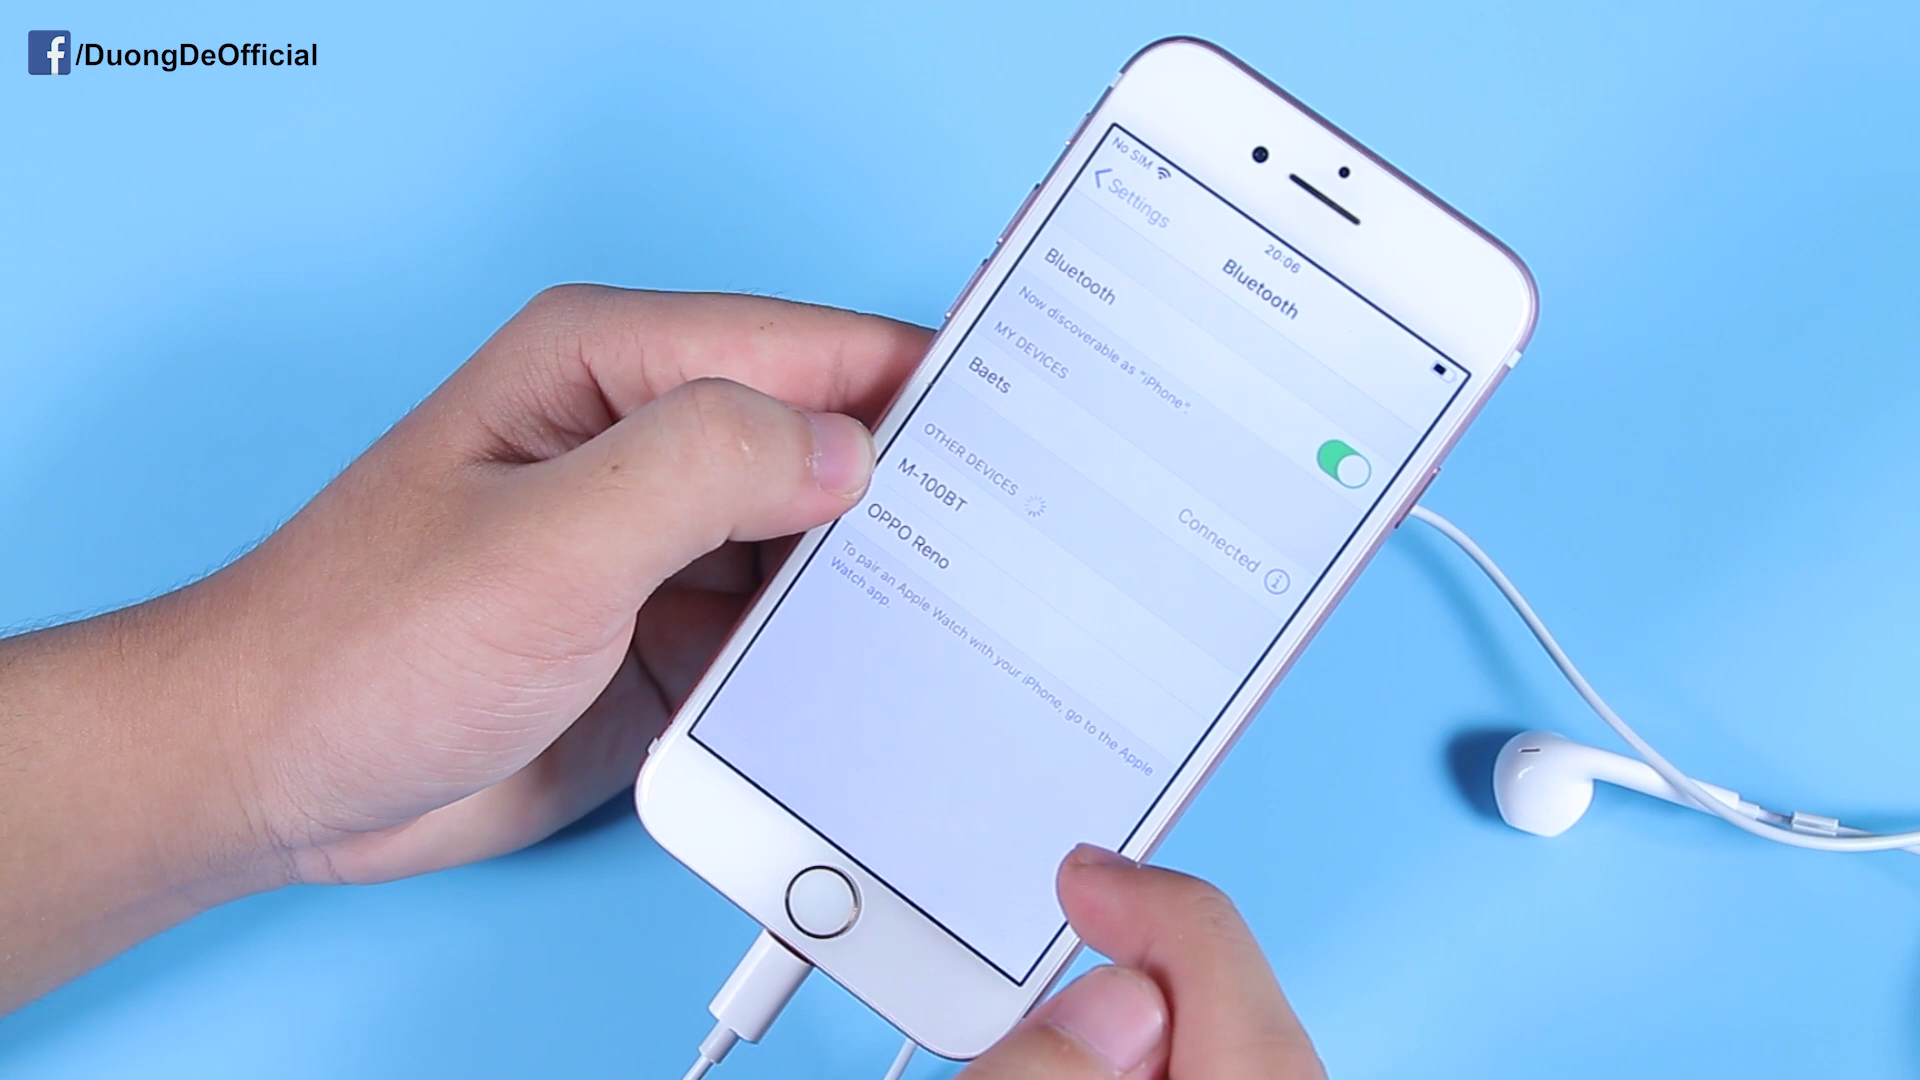 /DuongDeOfficial
No SIM
20:06
Settings
Bluetooth
Bluetooth
Now discoverable as "iPhone".
MY DEVICES
Baets
Connected
OTHER DEVICES
M-100BT
OPPO Reno
To pair an Apple Watch with your iPhone, go to the Apple
Watch app.